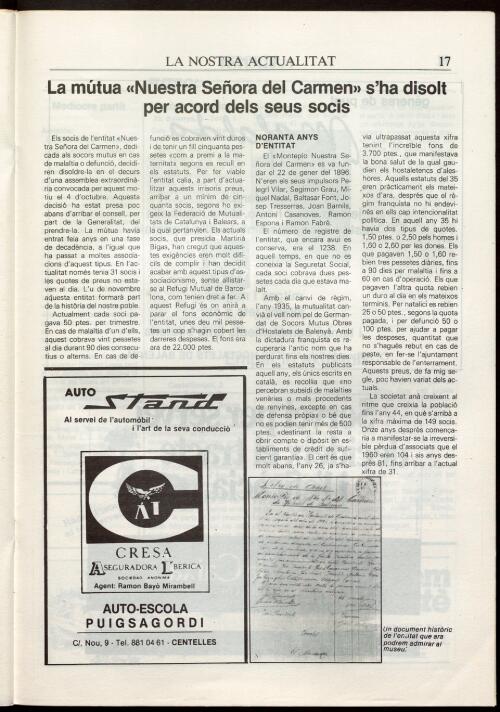 LA NOSTRA ACTUALITAT
17
La mútua «Nuestra Señora del Carmen» s'ha disolt
per acord dels seus socis
Els socis de l'entitat «Nues-
tra Señora del Carmen», dedi-
cada als socors mutus en cas
de malaltia o defunció, decidi-
ren disoldre-la en el decurs
d'una assemblea extraordinà-
ria convocada per aquest mo-
tiu el 4 d'octubre. Aquesta
decisió ha estat presa poc
abans d'arribar el consell, per
part de la Generalitat, de
pendre-la. La mútua havia
entrat feia anys en una fase
de decadència, a l'igual que
ha passat a moltes associa-
cions d'aquest tipus. En l'ac-
tualitat només tenia 31 socis i
les quotes de preus no esta-
ven al dia. L'u de novembre
aquesta entitat formarà part
de la història del nostre poble.
Actualment cada soci pa-
gava 50 ptes. per trimestre.
En cas de malaltia d'un d'ells,
aquest cobrava vint pessetes
al dia durant 90 dies consecu-
tius o alterns. En cas de de-
funció es cobraven vint duros
i de tenir un fill cinquanta pes-
setes «com a premi a la ma-
ternitat» segons es recull en
els estatuts. Per fer viable
l'entitat calia, a part d'actua-
litzar aquests irrisoris preus,
arribar a un mínim de cin-
quanta socis, segons ho exi-
geix la Federació de Mutuali-
tats de Catalunya i Balears, a
la qual pertanyien. Els actuals
socis, que presidia Martirià
Bigas, han cregut que aques-
tes exigències eren molt difí-
cils de complir i han decidit
acabar amb aquest tipus d'as-
sociacionisme, sense afiliar-
se al Refugi Mutual de Barce-
lona, com tenien dret a fer. A
aquest Refugi és on anirà a
parar el fons econòmic de
l'entitat, unes deu mil pesse-
tes un cop s'hagin cobert les
darreres despeses. El fons era
ara de 22.000 ptes.
NORANTA ANYS
D'ENTITAT
El «Montepío Nuestra Se-
ñora del Carmen» es va fun-
dar el 22 de gener del 1896.
N'eren els seus impulsors Pe-
legrí Vilar, Segimon Grau, Mi-
quel Nadal, Baltasar Font, Jo-
sep Tresserras, Joan Barnils,
Antoni Casanoves, Ramon
Espona i Ramon Fabré.
El número de registre de
l'entitat, que encara avui es
conserva, era el 1238. En
aquell temps, en que no es
coneixia la Seguretat Social,
cada soci cobrava dues pes-
setes cada dia que estava ma-
lalt.
Amb el canvi de règim,
l'any 1935, la mutualitat can-
vià el vell nom pel de German-
dat de Socors Mutus Obres
d'Hostalets de Balenyà. Amb
la dictadura franquista es re-
cuperaria l'antic nom que ha
perdurat fins els nostres dies.
En els estatuts publicats
aquell any, els únics escrits en
català, es recollia que «no
percebran subsidi de malalties
venèries o mals procedents
de renyines, excepte en cas
de defensa pròpia» o bé que
no es podien tenir més de 500
ptes. «destinant la resta a
obrir compte o dipòsit en es-
tabliments de crèdit de sufi-
cient garantia». El cert és que
molt abans, l'any 26, ja s'ha-
via ultrapassat aquesta xifra
tenint l'increïble fons de
3.700 ptes., que manifestava
la bona salut de la qual gau-
dien els hostaletencs d'ales-
hores. Aquells estatuts del 35
eren pràcticament els matei-
xos d'ara, després que el rè-
gim franquista no hi endevi-
nés en ells cap intencionalitat
política. En aquell any 35 hi
havia dos tipus de quotes.
1,50 ptes. o 2,50 pels homes i
1,60 o 2,60 per les dones. Els
que pagaven 1,50 o 1,60 re-
bien tres pessetes diàries, fins
a 90 dies per malaltia i fins a
60 en cas d'operació. Els que
pagaven l'altra quota rebien
un duro al dia en els mateixos
terminis. Per natalici es rebien
25 o 50 ptes., segons la quota
pagada, i per defunció 50 o
100 ptes. per ajudar a pagar
les despeses, quantitat que
no s'hagués rebut en cas de
peste, en fer-se l'ajuntament
responsable de l'enterrament.
Aquests preus, de fa mig se-
gle, poc havien variat dels ac-
tuals.
La societat anà creixent al
ritme que creixia la població
fins l'any 44, en què s'arribà a
la xifra màxima de 149 socis.
Onze anys després començà-
ria a manifestar-se la irreversi-
ble pèrdua d'associats que el
1960 eren 104 i sis anys des-
prés 81, fins arribar a l'actual
xifra de 31.
AUTO Stand
Al servei de l'automòbil
i l'art de la seva conducció
AI
CRESA
ASEGURADORA IBERICA
SOCIEDAD ANONIMA
Agent: Ramon Bayó Mirambell
AUTO-ESCOLA
PUIGSAGORDI
C/. Nou, 9 - Tel. 881 04 61 - CENTELLES
Un document històric
de l'entitat que era
podrem admirar al
museu.